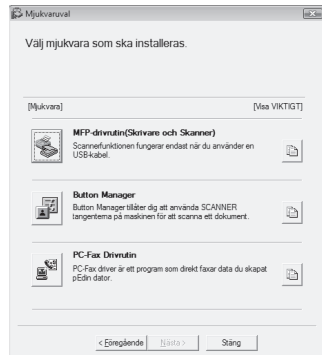 Mjukvaruval
Välj mjukvara som ska installeras.
[Mjukvara] [Visa VIKTIGT]
MFP-drivrutin(Skrivare och Skanner)
Scannerfunktionen fungerar endast när du använder en
USB-kabel.
Button Manager
Button Manager tillåter dig att använda SCANNER
tangenterna på maskinen för att scanna ett dokument.
PC-Fax Drivrutin
PC-Fax driver är ett program som direkt faxar data du skapat
pEdin dator.
< Föregående Nästa > Stäng